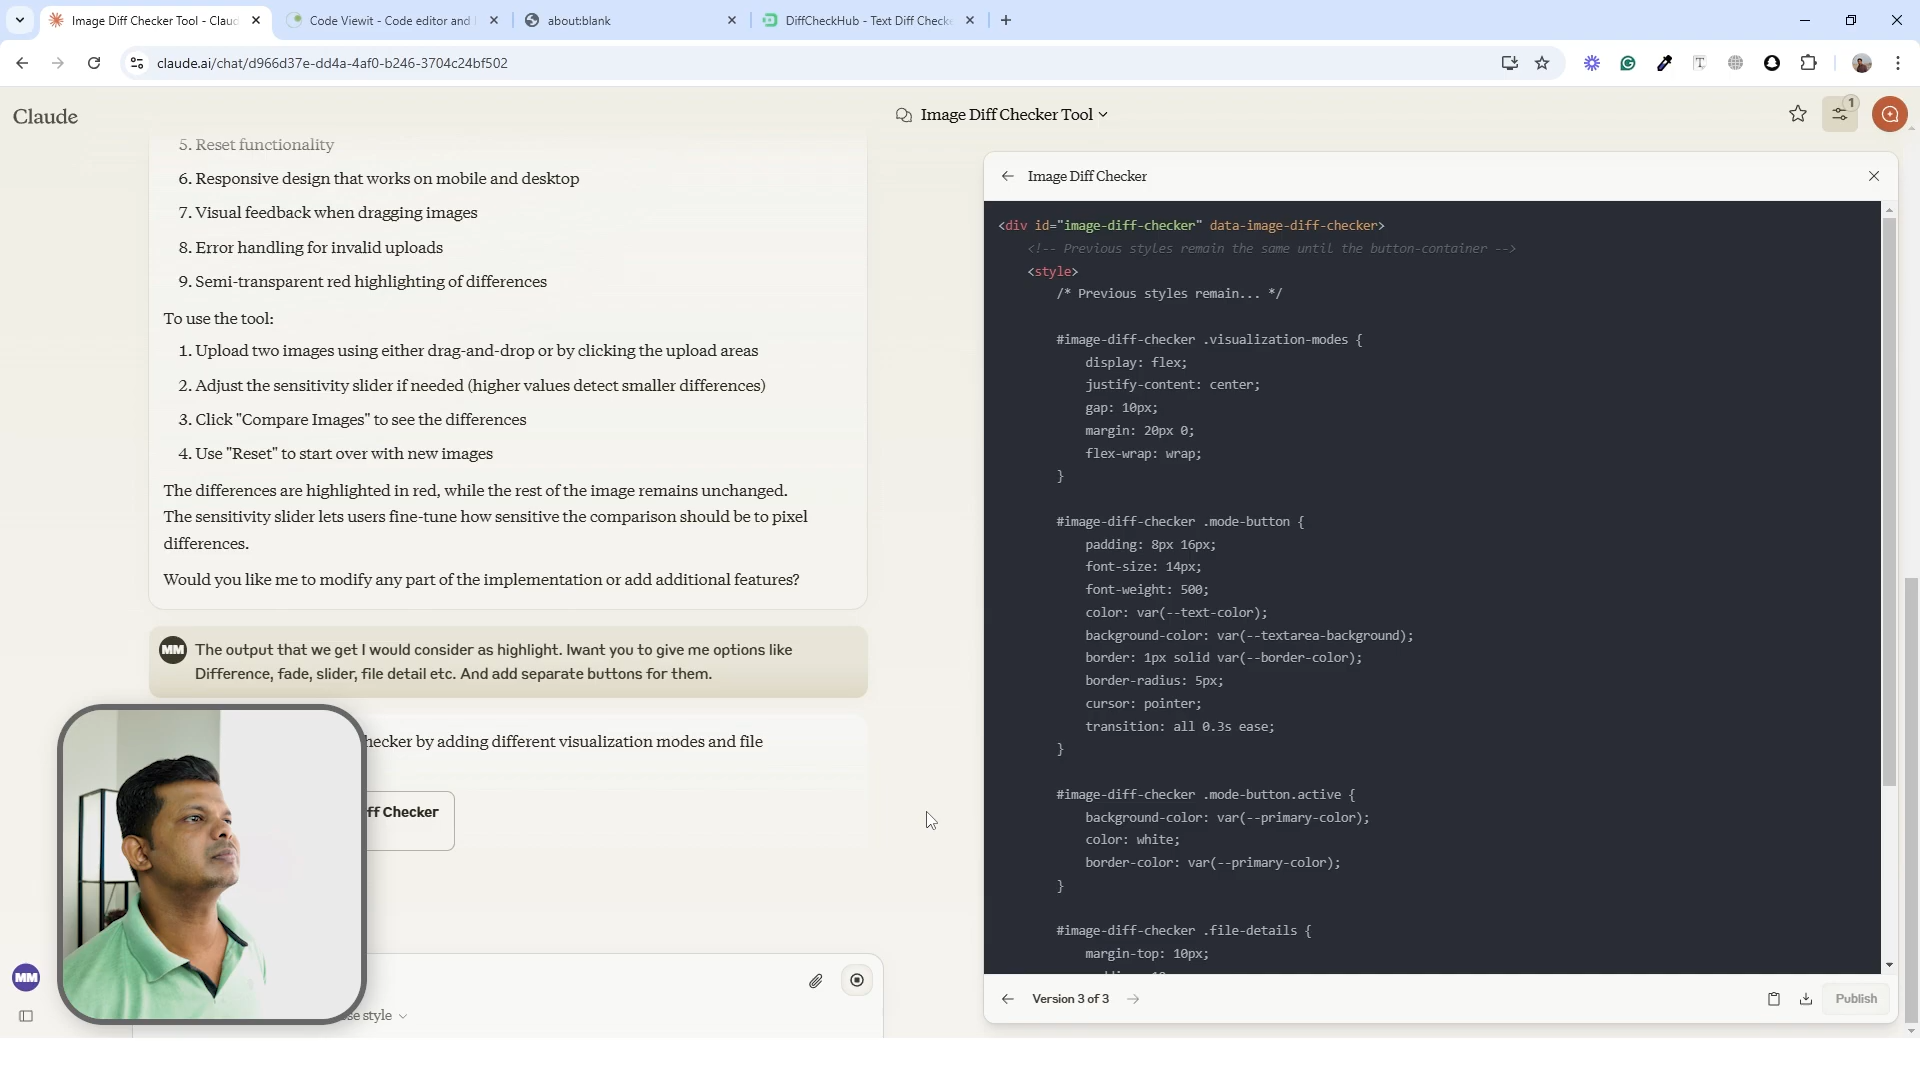 Image Diff Checker Tool - Claud
Code Viewit - Code editor and
about:blank
DiffCheckHub - Text Diff Check
claude.ai/chat/d966d37e-dd4a-4af0-b246-3704c24bf502
Claude
Image Diff Checker Tool
1
5. Reset functionality
6. Responsive design that works on mobile and desktop
7. Visual feedback when dragging images
8. Error handling for invalid uploads
9. Semi-transparent red highlighting of differences
To use the tool:
1. Upload two images using either drag-and-drop or by clicking the upload areas
2. Adjust the sensitivity slider if needed (higher values detect smaller differences)
3. Click "Compare Images" to see the differences
4. Use "Reset" to start over with new images
The differences are highlighted in red, while the rest of the image remains unchanged.
The sensitivity slider lets users fine-tune how sensitive the comparison should be to pixel
differences.
Would you like me to modify any part of the implementation or add additional features?
MM
The output that we get I would consider as highlight. Iwant you to give me options like
Difference, fade, slider, file detail etc. And add separate buttons for them.
hecker by adding different visualization modes and file
ff Checker
MM
se style
Image Diff Checker
<div id="image-diff-checker" data-image-diff-checker>
<!-- Previous styles remain the same until the button-container -->
<style>
/* Previous styles remain... */
#image-diff-checker .visualization-modes {
display: flex;
justify-content: center;
gap: 10px;
margin: 20px 0;
flex-wrap: wrap;
}
#image-diff-checker .mode-button {
padding: 8px 16px;
font-size: 14px;
font-weight: 500;
color: var(--text-color);
background-color: var(--textarea-background);
border: 1px solid var(--border-color);
border-radius: 5px;
cursor: pointer;
transition: all 0.3s ease;
}
#image-diff-checker .mode-button.active {
background-color: var(--primary-color);
color: white;
border-color: var(--primary-color);
}
#image-diff-checker .file-details {
margin-top: 10px;
Version 3 of 3
Publish